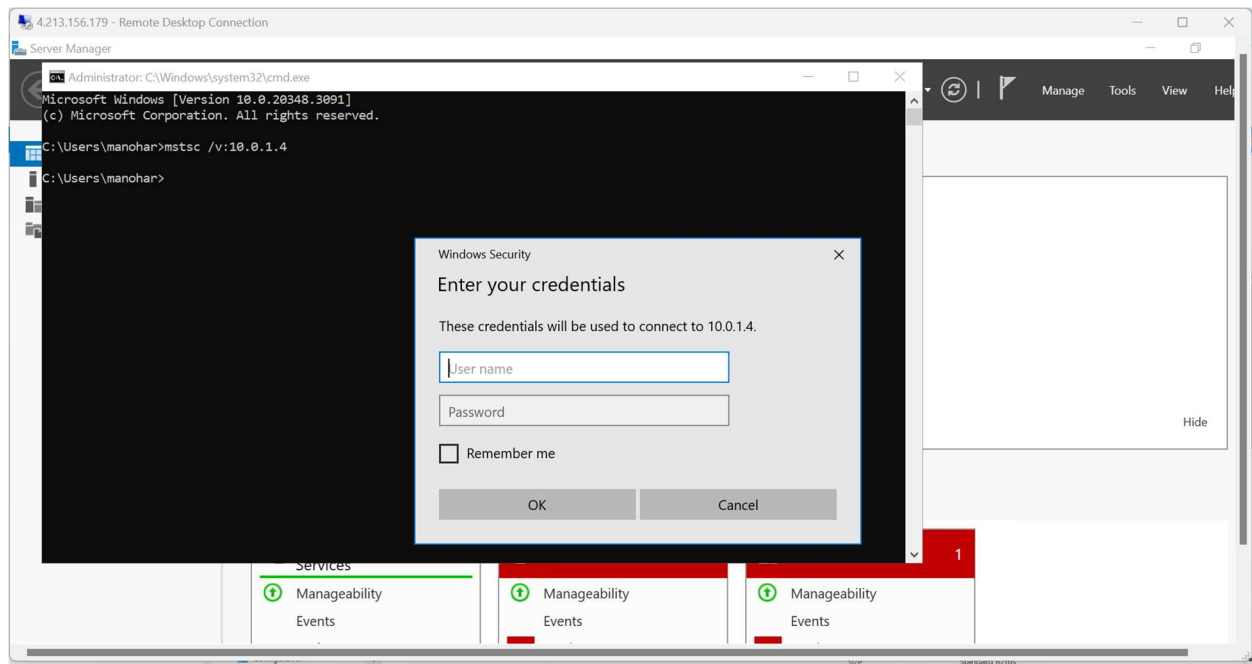 4.213.156.179 - Remote Desktop Connection
Server Manager
Administrator: C:\Windows\system32\cmd.exe
Manage Tools View Help
Microsoft Windows [Version 10.0.20348.3091]
(c) Microsoft Corporation. All rights reserved.
C:\Users\manohar>mstsc /v:10.0.1.4
C:\Users\manohar>
Windows Security
Enter your credentials
These credentials will be used to connect to 10.0.1.4.
User name
Password
Remember me
OK Cancel
Hide
Services
1
Manageability Manageability Manageability
Events Events Events